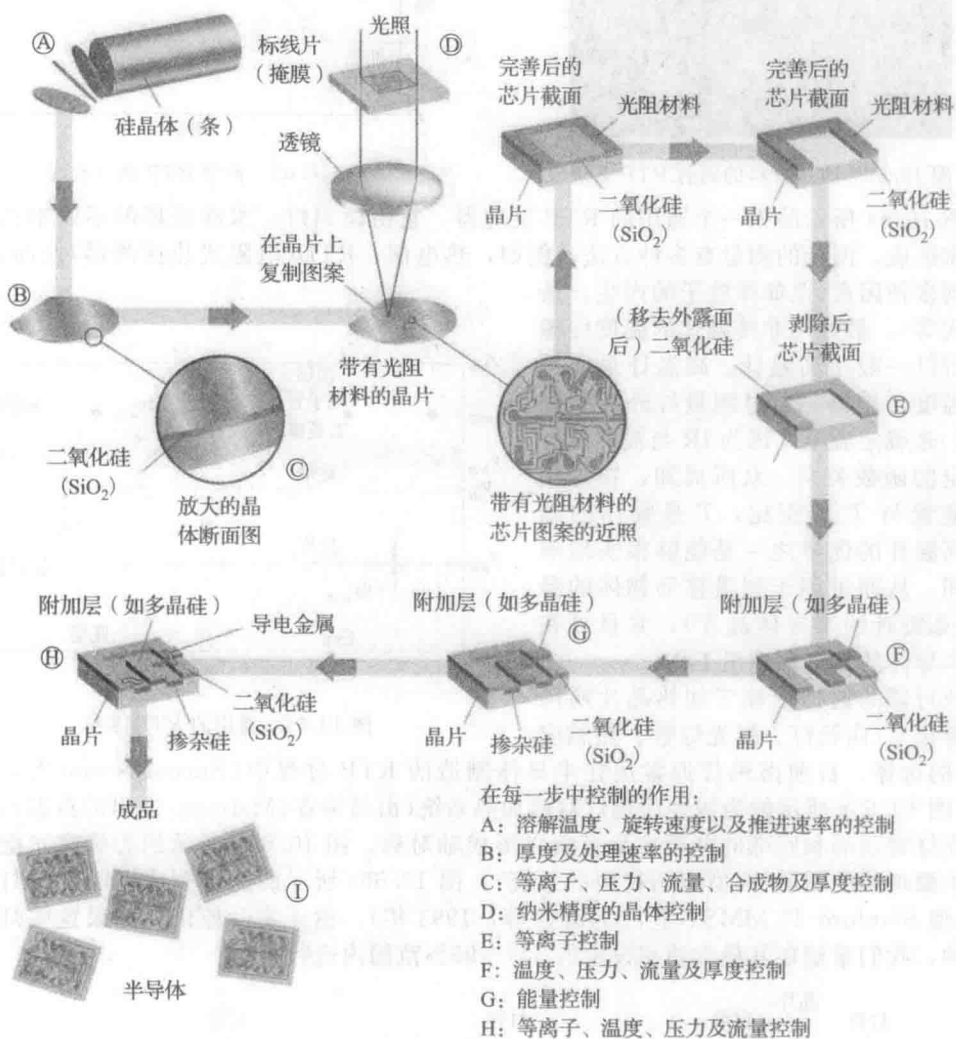 Ⓐ
硅晶体（条）
标线片
（掩膜）
光照
Ⓓ
透镜
在晶片上
复制图案
Ⓑ
带有光阻
材料的晶片
二氧化硅
(SiO₂)
Ⓒ
放大的晶
体断面图
完善后的
芯片截面
光阻材料
晶片
二氧化硅
(SiO₂)
（移去外露面
后）二氧化硅
带有光阻材料的
芯片图案的近照
完善后的
芯片截面
光阻材料
晶片
二氧化硅
(SiO₂)
剥除后
芯片截面
Ⓔ
附加层（如多晶硅）
Ⓕ
晶片
二氧化硅
(SiO₂)
附加层（如多晶硅）
Ⓖ
晶片
掺杂硅
二氧化硅
(SiO₂)
附加层（如多晶硅）
导电金属
Ⓗ
晶片
掺杂硅
二氧化硅
(SiO₂)
成品
Ⓘ
半导体
在每一步中控制的作用：
A：溶解温度、旋转速度以及推进速率的控制
B：厚度及处理速率的控制
C：等离子、压力、流量、合成物及厚度控制
D：纳米精度的晶体控制
E：等离子控制
F：温度、压力、流量及厚度控制
G：能量控制
H：等离子、温度、压力及流量控制